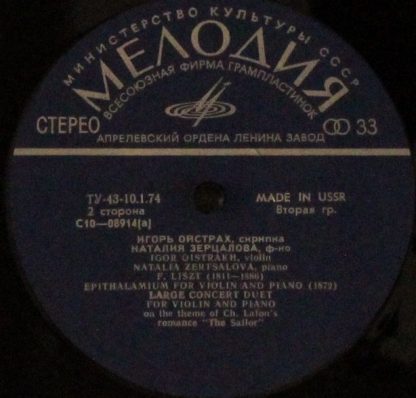 МИНИСТЕРСТВО КУЛЬТУРЫ СССР
МЕЛОДИЯ
ВСЕСОЮЗНАЯ ФИРМА ГРАМПЛАСТИНОК
СТЕРЕО 33
АПРЕЛЕВСКИЙ ОРДЕНА ЛЕНИНА ЗАВОД
ТУ-43-10.1.74 MADE IN USSR
2 сторона Вторая гр.
С10—08914[а]
ИГОРЬ ОЙСТРАХ, скрипка
НАТАЛИЯ ЗЕРЦАЛОВА, ф-но
IGOR OISTRAKH, violin
NATALIA ZERTSALOVA, piano
F. LISZT (1811—1886)
EPITHALAMIUM FOR VIOLIN AND PIANO (1872)
LARGE CONCERT DUET
FOR VIOLIN AND PIANO
on the theme of Ch. Lafon's
romance "The Sailor"